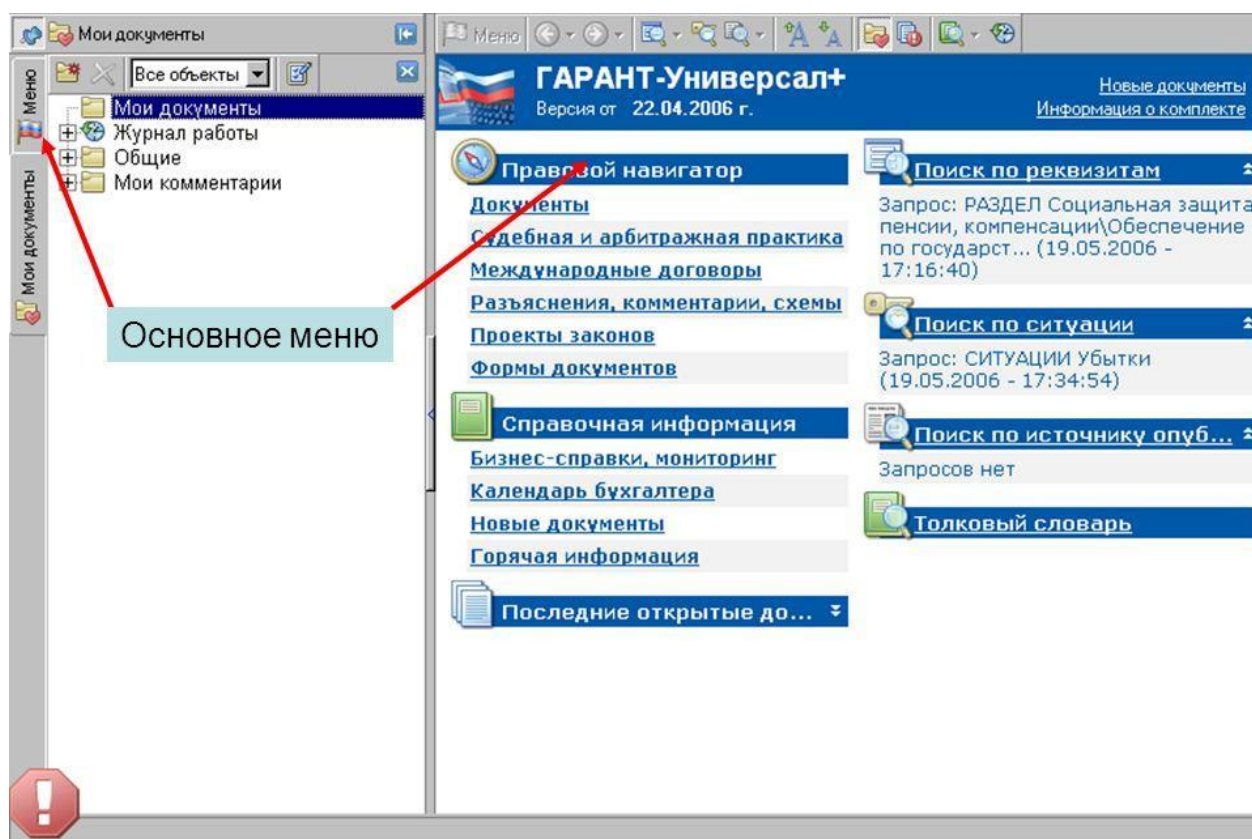 Мои документы
Меню
Мои документы
Все объекты
Мои документы
Журнал работы
Общие
Мои комментарии
Основное меню
Меню
ГАРАНТ-Универсал+
Версия от 22.04.2006 г.
Новые документы
Информация о комплекте
Правовой навигатор
Документы
Судебная и арбитражная практика
Международные договоры
Разъяснения, комментарии, схемы
Проекты законов
Формы документов
Справочная информация
Бизнес-справки, мониторинг
Календарь бухгалтера
Новые документы
Горячая информация
Последние открытые до...
Поиск по реквизитам
Запрос: РАЗДЕЛ Социальная защита
пенсии, компенсации\Обеспечение
по государст... (19.05.2006 -
17:16:40)
Поиск по ситуации
Запрос: СИТУАЦИИ Убытки
(19.05.2006 - 17:34:54)
Поиск по источнику опуб...
Запросов нет
Толковый словарь